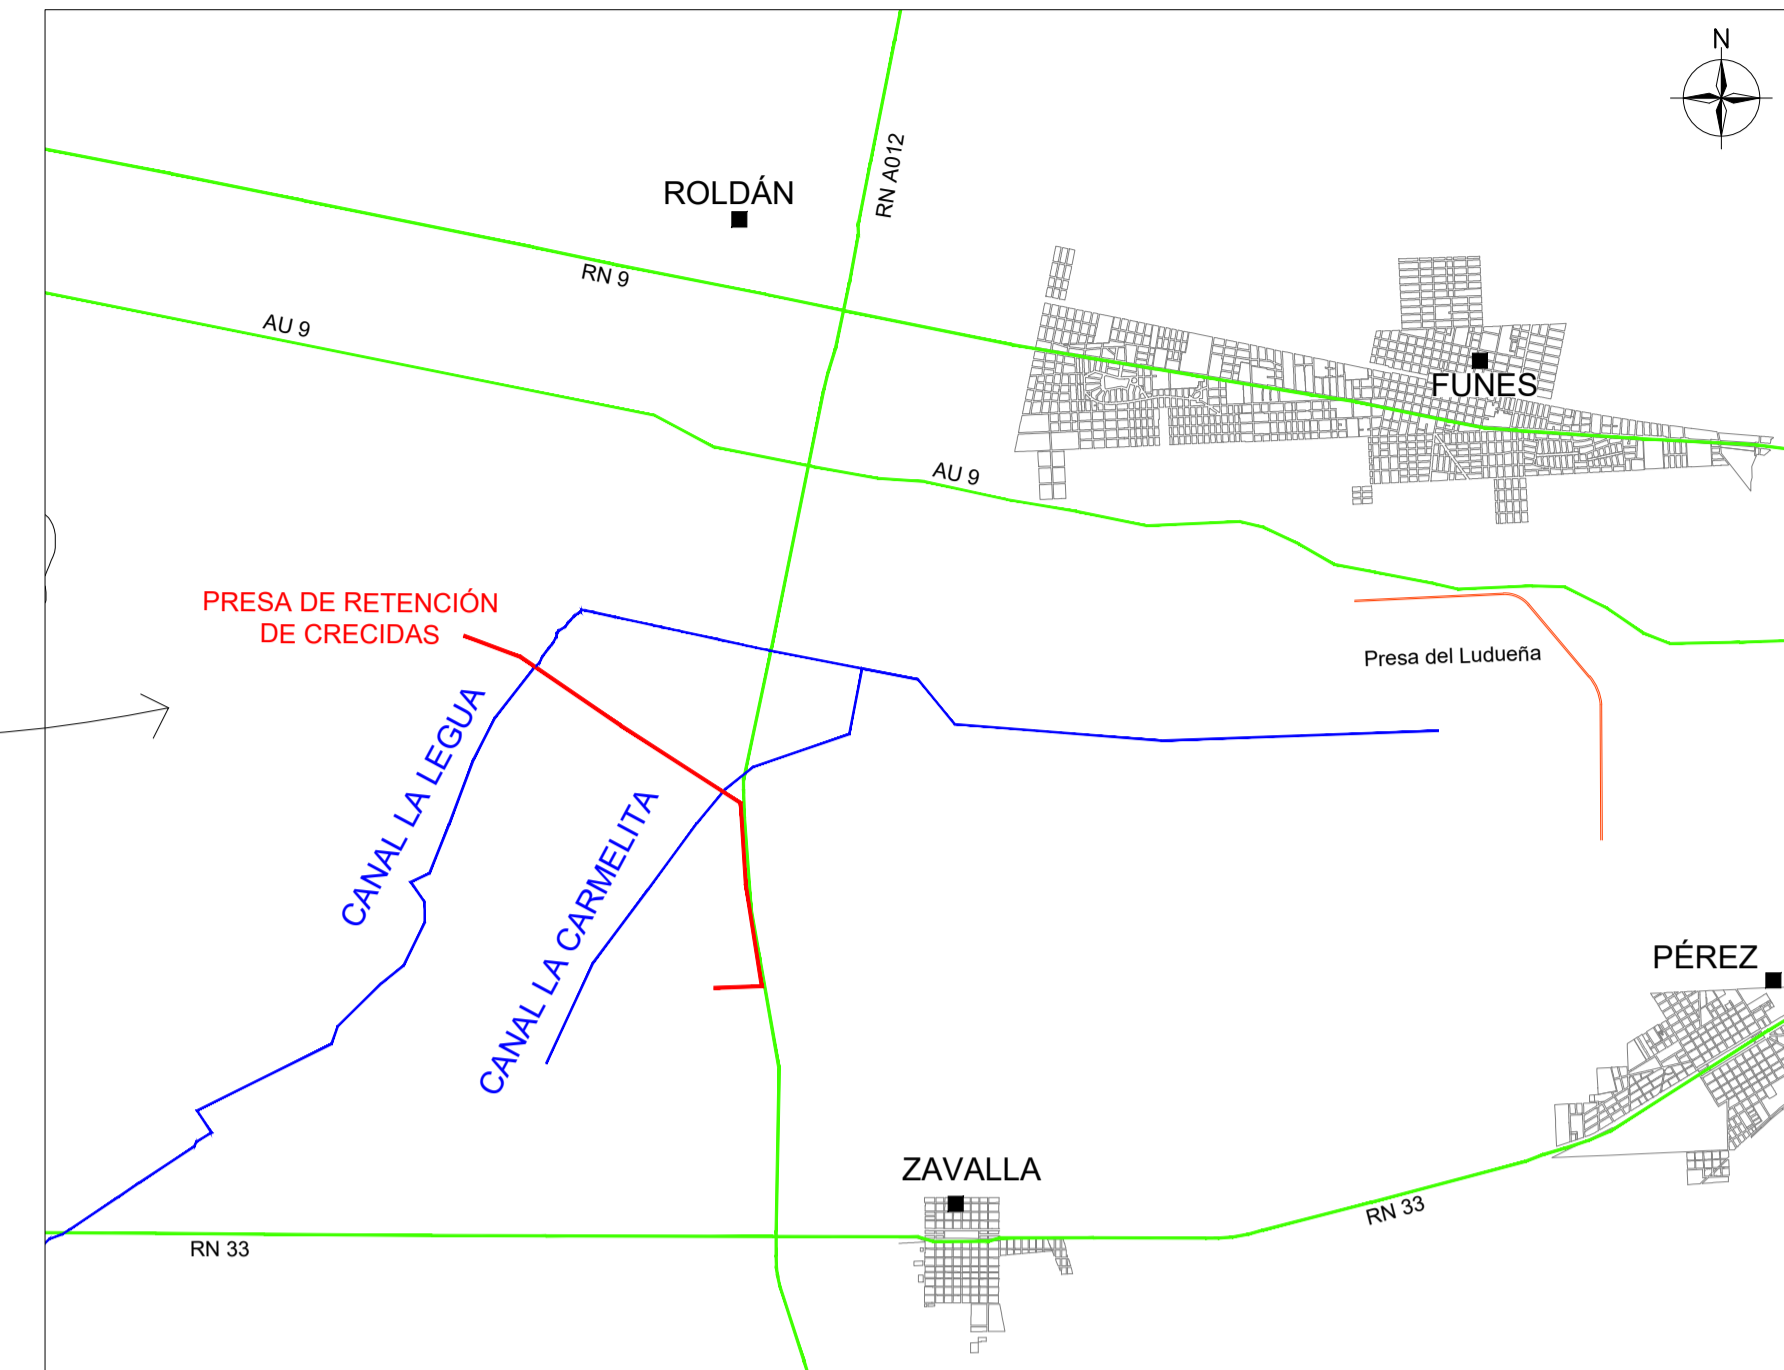 N
RN A012
ROLDÁN
RN 9
AU 9
FUNES
AU 9
PRESA DE RETENCIÓN
DE CRECIDAS
Presa del Ludueña
CANAL LA LEGUA
CANAL LA CARMELITA
PÉREZ
ZAVALLA
RN 33
RN 33